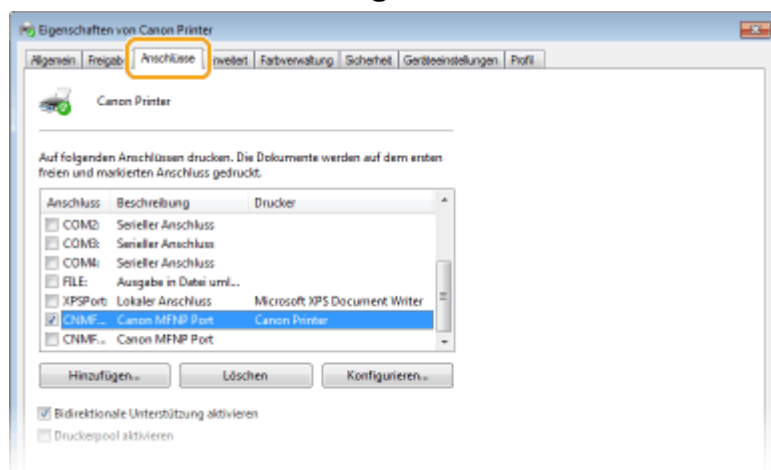 Eigenschaften von Canon Printer
Allgemein Freigabe Anschlüsse Erweitert Farbverwaltung Sicherheit Geräteeinstellungen Profil
Canon Printer
Auf folgenden Anschlüssen drucken. Die Dokumente werden auf dem ersten
freien und markierten Anschluss gedruckt.
Anschluss Beschreibung Drucker
COM2: Serieller Anschluss
COM3: Serieller Anschluss
COM4: Serieller Anschluss
FILE: Ausgabe in Datei uml...
XPSPort: Lokaler Anschluss Microsoft XPS Document Writer
CNMF... Canon MFNP Port Canon Printer
CNMF... Canon MFNP Port
Hinzufügen... Löschen Konfigurieren...
Bidirektionale Unterstützung aktivieren
Druckerpool aktivieren